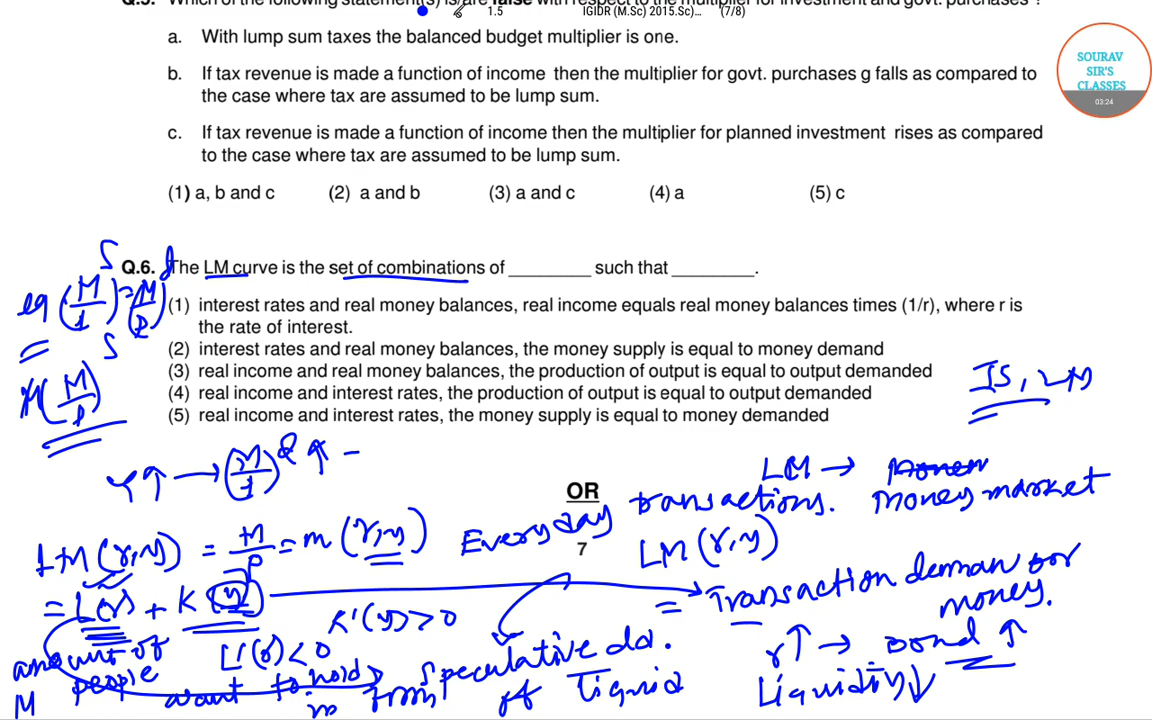 Q.5. Which of the following statement(s) is/are false with respect to the multiplier for investment and govt. purchases ?
1.5 IGIDR (M.Sc) 2015.Sc)... (7/8)
a. With lump sum taxes the balanced budget multiplier is one.
SOURAV
SIR'S
CLASSES
03:24
b. If tax revenue is made a function of income then the multiplier for govt. purchases g falls as compared to
the case where tax are assumed to be lump sum.
c. If tax revenue is made a function of income then the multiplier for planned investment rises as compared
to the case where tax are assumed to be lump sum.
(1) a, b and c (2) a and b (3) a and c (4) a (5) c
Q.6. The LM curve is the set of combinations of _________ such that _________.
(1) interest rates and real money balances, real income equals real money balances times (1/r), where r is
the rate of interest.
(2) interest rates and real money balances, the money supply is equal to money demand
(3) real income and real money balances, the production of output is equal to output demanded
(4) real income and interest rates, the production of output is equal to output demanded
(5) real income and interest rates, the money supply is equal to money demanded
IS, LM
OR
7
LM → Money market
Everyday transactions.
LM (r,y) = M/P = m (r,y)
LM (r,y)
= L(r) + K (y)
= Transaction deman for
money.
K'(y) > 0
L'(r) < 0
speculative dd.
r↑ → Bond ↑
Liquidity↓
amount of
M people want to hold
in from of liquid